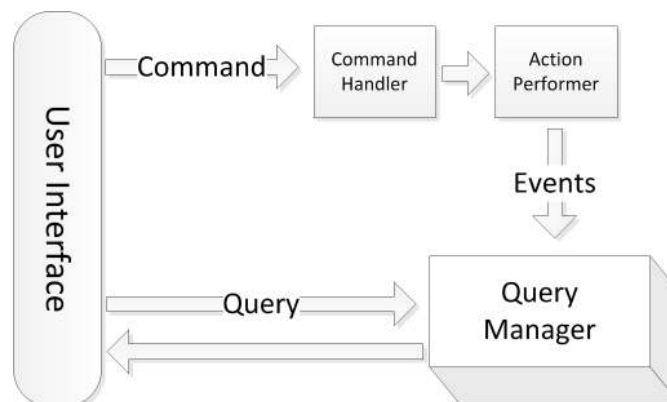 User Interface
Command
Command
Handler
Action
Performer
Events
Query
Query
Manager